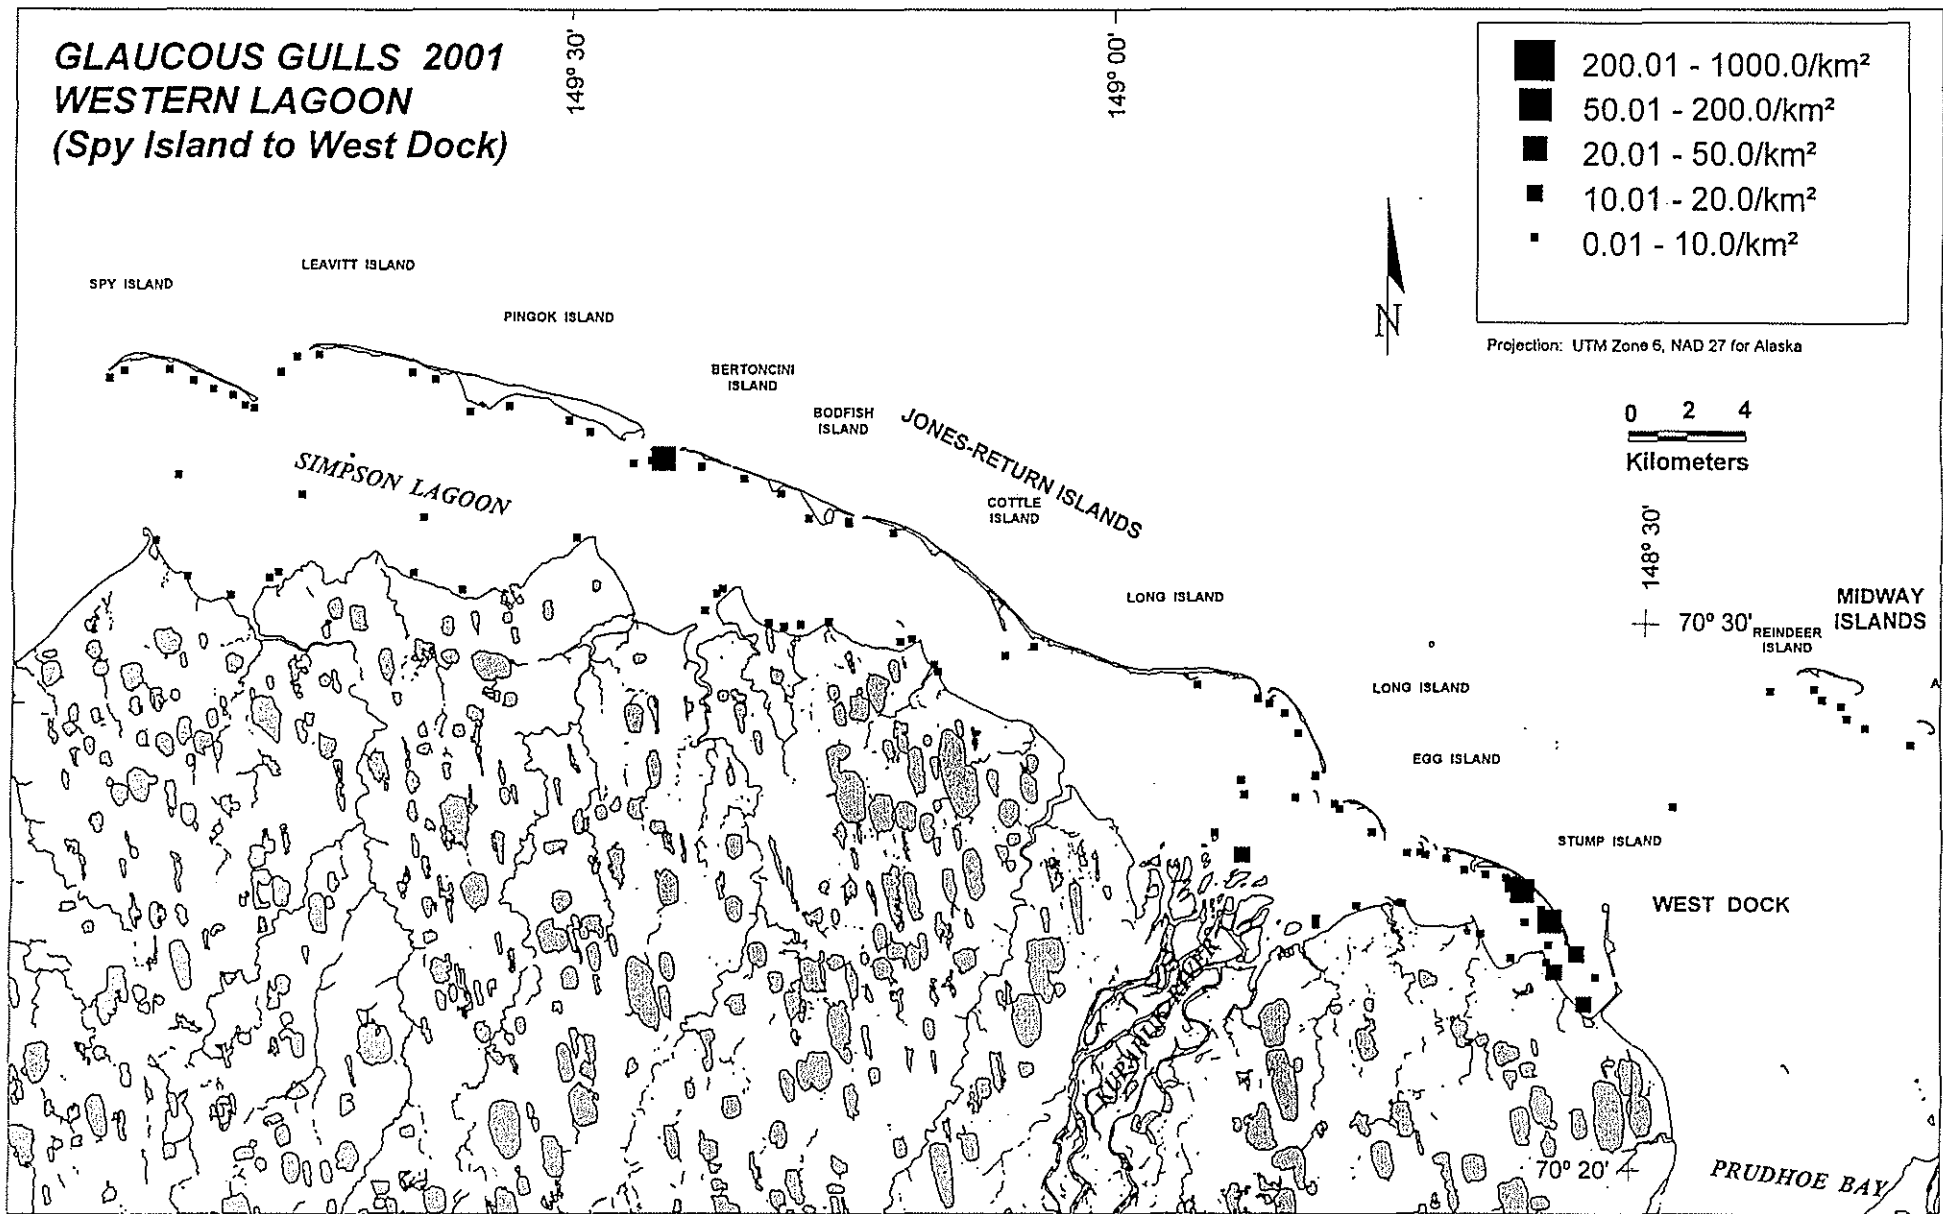 GLAUCOUS GULLS 2001
WESTERN LAGOON
(Spy Island to West Dock)
149° 30'
149° 00'
200.01 - 1000.0/km²
50.01 - 200.0/km²
20.01 - 50.0/km²
10.01 - 20.0/km²
0.01 - 10.0/km²
Projection: UTM Zone 6, NAD 27 for Alaska
N
0 2 4
Kilometers
SPY ISLAND
LEAVITT ISLAND
PINGOK ISLAND
BERTONCINI
ISLAND
BODFISH
ISLAND
JONES-RETURN ISLANDS
COTTLE
ISLAND
SIMPSON LAGOON
LONG ISLAND
148° 30'
70° 30'
MIDWAY
ISLANDS
REINDEER
ISLAND
A
LONG ISLAND
EGG ISLAND
STUMP ISLAND
WEST DOCK
KUPARUK RIVER
70° 20'
PRUDHOE BAY